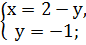 x = 2 − y,
y = −1;